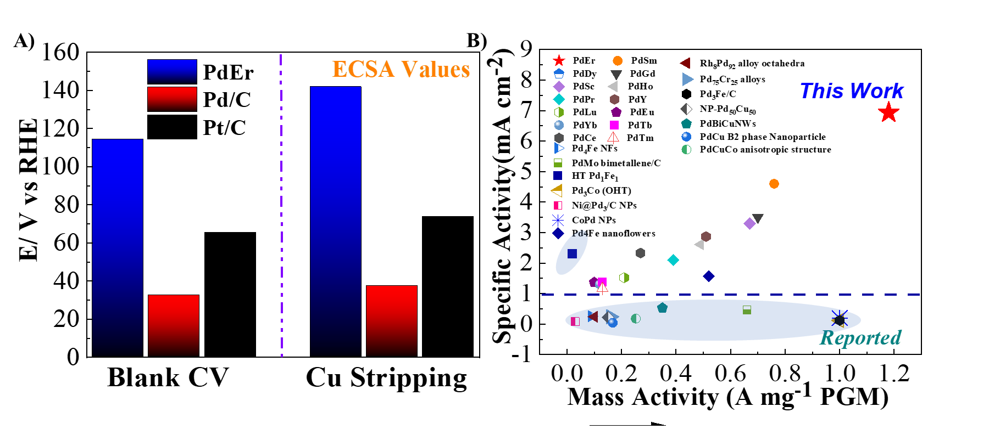 A)
E/ V vs RHE
160
140
120
100
80
60
40
20
0
PdEr
Pd/C
Pt/C
ECSA Values
Blank CV
Cu Stripping
B)
Specific Activity(mA cm-2)
9
8
7
6
5
4
3
2
1
0
-1
PdEr
PdDy
PdSc
PdPr
PdLu
PdYb
PdCe
Pd4Fe NFs
PdMo bimetallene/C
HT Pd1Fe1
Pd3Co (OHT)
Ni@Pd3/C NPs
CoPd NPs
Pd4Fe nanoflowers
PdSm
PdGd
PdHo
PdY
PdEu
PdTb
PdTm
Rh8Pd92 alloy octahedra
Pd75Cr25 alloys
Pd3Fe/C
NP-Pd50Cu50
PdBiCuNWs
PdCu B2 phase Nanoparticle
PdCuCo anisotropic structure
This Work
Reported
0.0 0.2 0.4 0.6 0.8 1.0 1.2
Mass Activity (A mg-1 PGM)